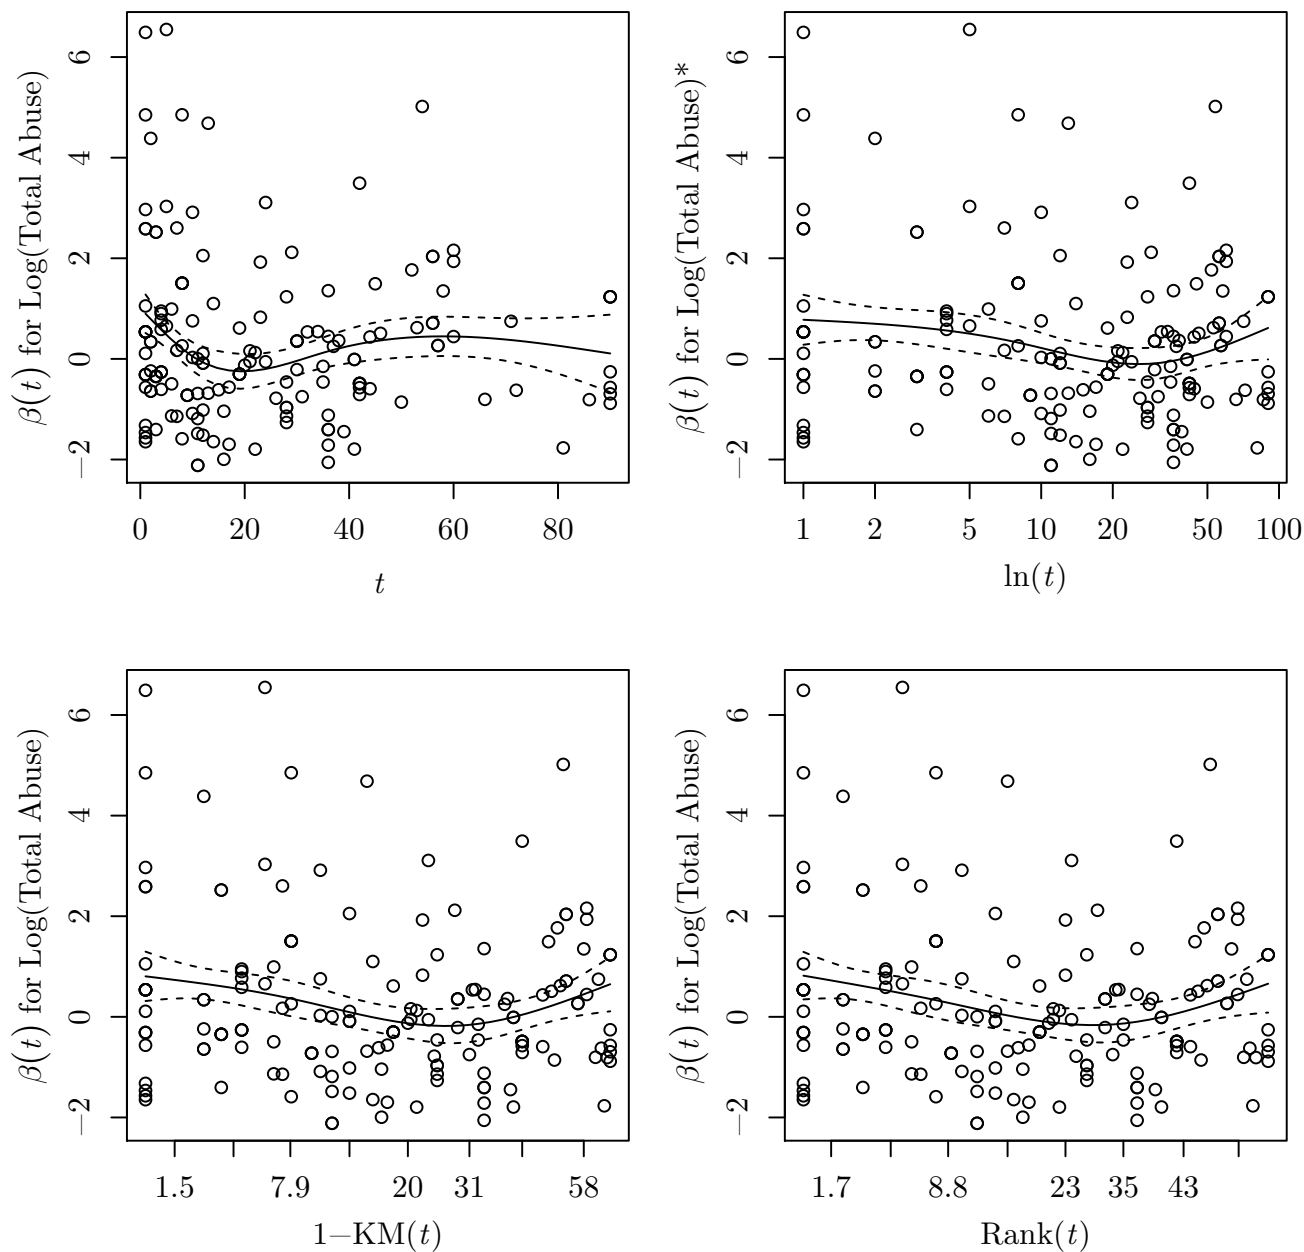 β(t) for Log(Total Abuse)
−2 0 2 4 6
0 20 40 60 80
t
β(t) for Log(Total Abuse)*
−2 0 2 4 6
1 2 5 10 20 50 100
ln(t)
β(t) for Log(Total Abuse)
−2 0 2 4 6
1.5 7.9 20 31 58
1−KM(t)
β(t) for Log(Total Abuse)
−2 0 2 4 6
1.7 8.8 23 35 43
Rank(t)